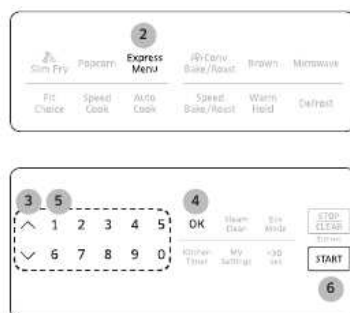 2
Express
Menu
Slim Fry Popcorn Conv. Brown Microwave
Bake/Roast
Fit Speed Auto Speed Warm Defrost
Choice Cook Cook Bake/Roast Hold
3 5 4
1 2 3 4 5 OK Steam Eco STOP
Clean Mode CLEAR
6 7 8 9 0 Kitchen My +30 START
Timer Settings sec
6